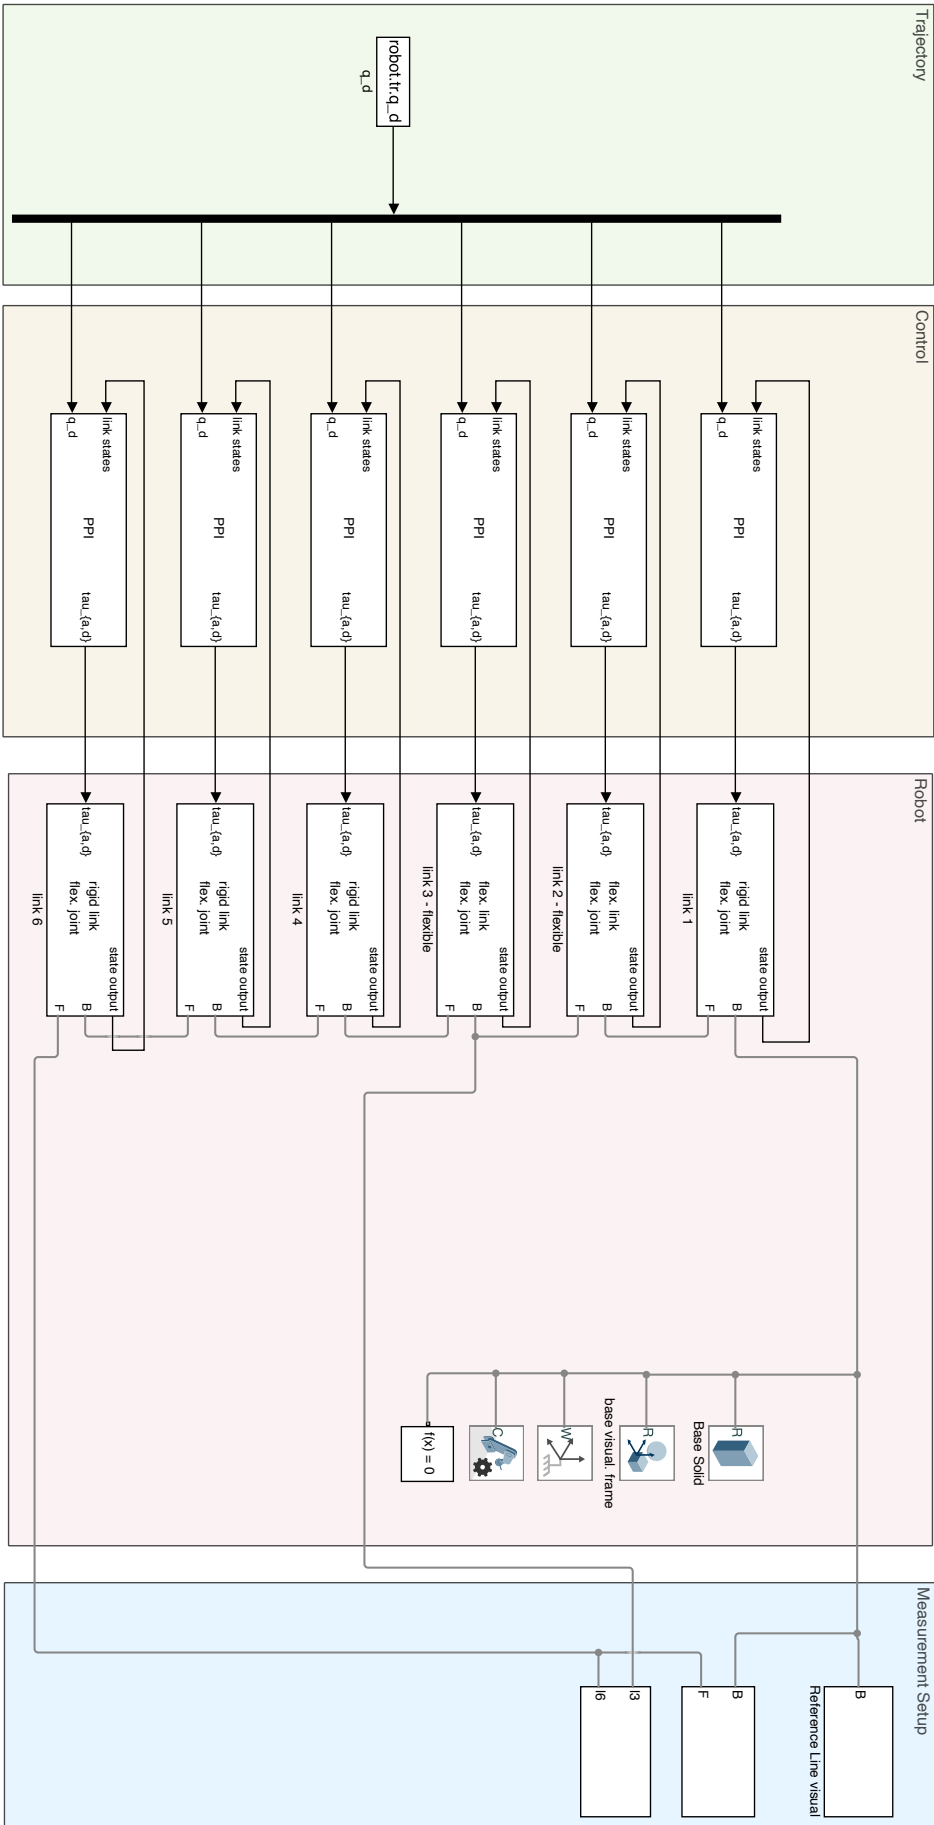 Trajectory
robot.tr.q_d
q_d
Control
link states
q_d
PPI
tau_{a,d}
link states
q_d
PPI
tau_{a,d}
link states
q_d
PPI
tau_{a,d}
link states
q_d
PPI
tau_{a,d}
link states
q_d
PPI
tau_{a,d}
link states
q_d
PPI
tau_{a,d}
Robot
tau_{a,d}
rigid link
flex. joint
state output
B
F
link 1
tau_{a,d}
flex. link
flex. joint
state output
B
F
link 2 - flexible
tau_{a,d}
flex. link
flex. joint
state output
B
F
link 3 - flexible
tau_{a,d}
rigid link
flex. joint
state output
B
F
link 4
tau_{a,d}
rigid link
flex. joint
state output
B
F
link 5
tau_{a,d}
rigid link
flex. joint
state output
B
F
link 6
R
Base Solid
R
base visual. frame
W
C
f(x) = 0
Measurement Setup
B
Reference Line visual
B
F
l3
l6